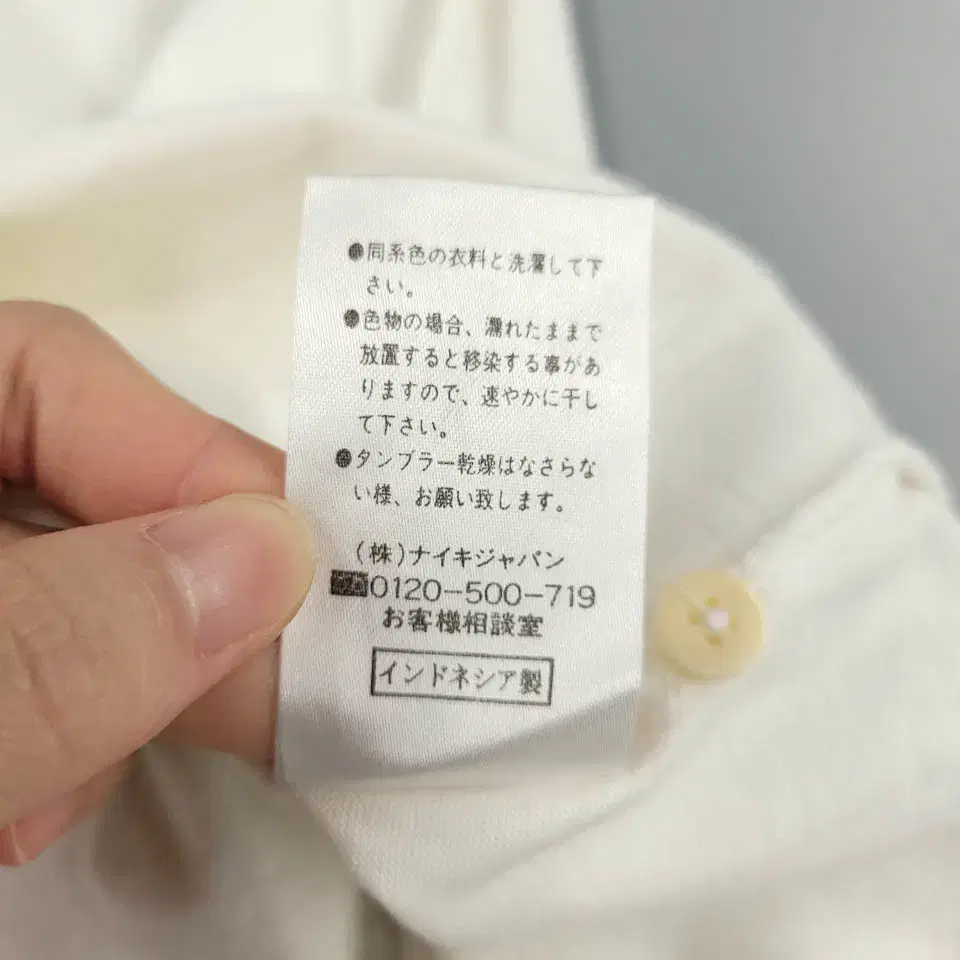 ●同系色の衣料と洗濯して下
さい。
●色物の場合、濡れたままで
放置すると移染する事があ
りますので、速やかに干し
て下さい。
●タンブラー乾燥はなさらな
い様、お願い致します。
(株)ナイキジャパン
0120-500-719
お客様相談室
インドネシア製